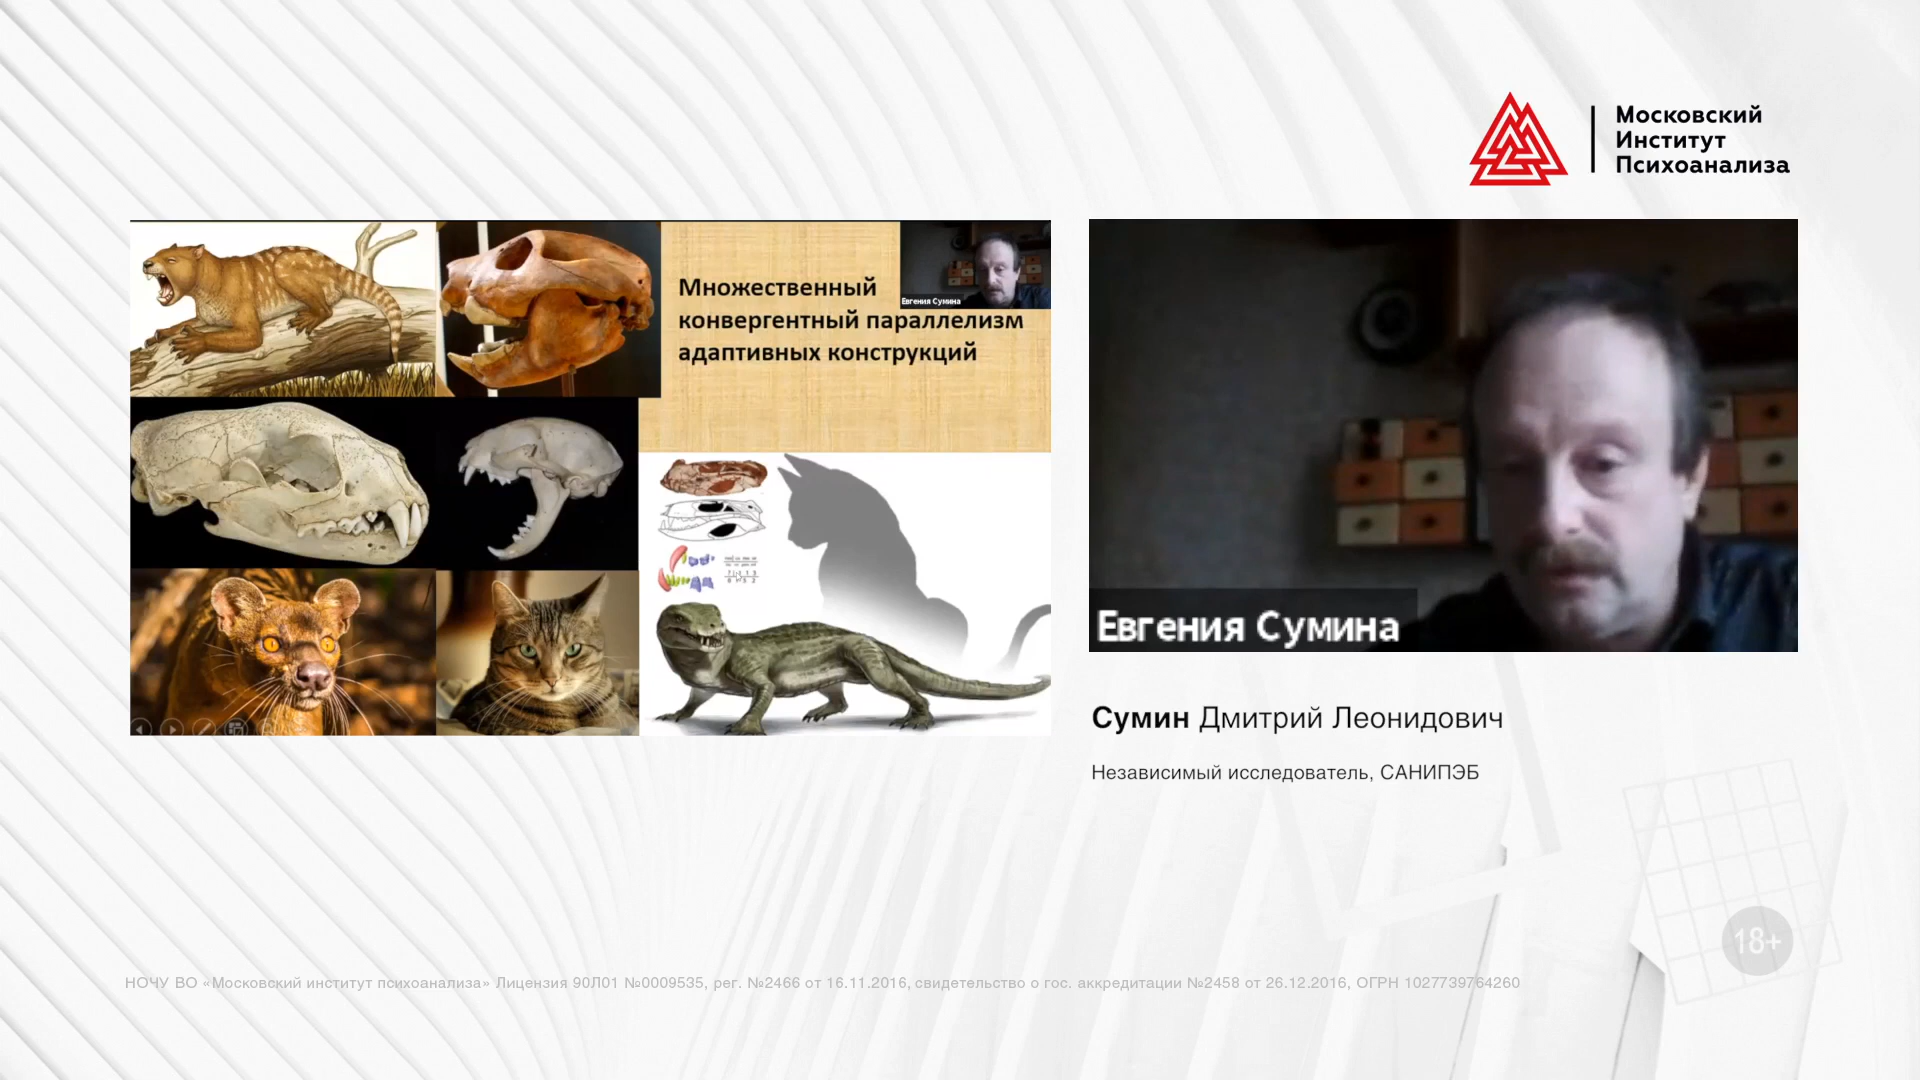 Московский
Институт
Психоанализа
Множественный
конвергентный параллелизм
адаптивных конструкций
Евгения Сумина
Евгения Сумина
Сумин Дмитрий Леонидович
Независимый исследователь, САНИПЭБ
18+
НОЧУ ВО «Московский институт психоанализа» Лицензия 90Л01 №0009535, рег. №2466 от 16.11.2016, свидетельство о гос. аккредитации №2458 от 26.12.2016, ОГРН 1027739764260